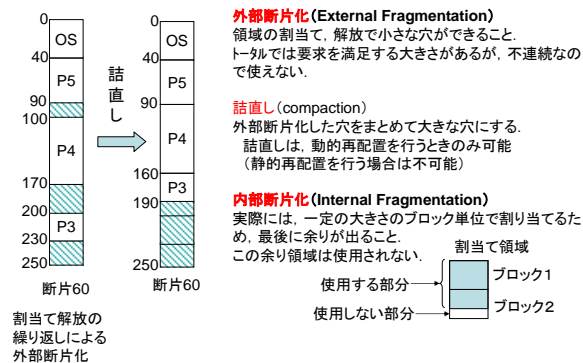 0
OS
40
P5
90
100
P4
170
200
P3
230
250
断片60
割当て解放の
繰り返しによる
外部断片化
詰直し
0
OS
40
P5
90
P4
160
P3
190
250
断片60
外部断片化(External Fragmentation)
領域の割当て, 解放で小さな穴ができること.
トータルでは要求を満足する大きさがあるが, 不連続なの
で使えない.
詰直し(compaction)
外部断片化した穴をまとめて大きな穴にする.
詰直しは, 動的再配置を行うときのみ可能
(静的再配置を行う場合は不可能)
内部断片化(Internal Fragmentation)
実際には, 一定の大きさのブロック単位で割り当てるた
め, 最後に余りが出ること.
この余り領域は使用されない.
割当て領域
使用する部分
ブロック1
ブロック2
使用しない部分